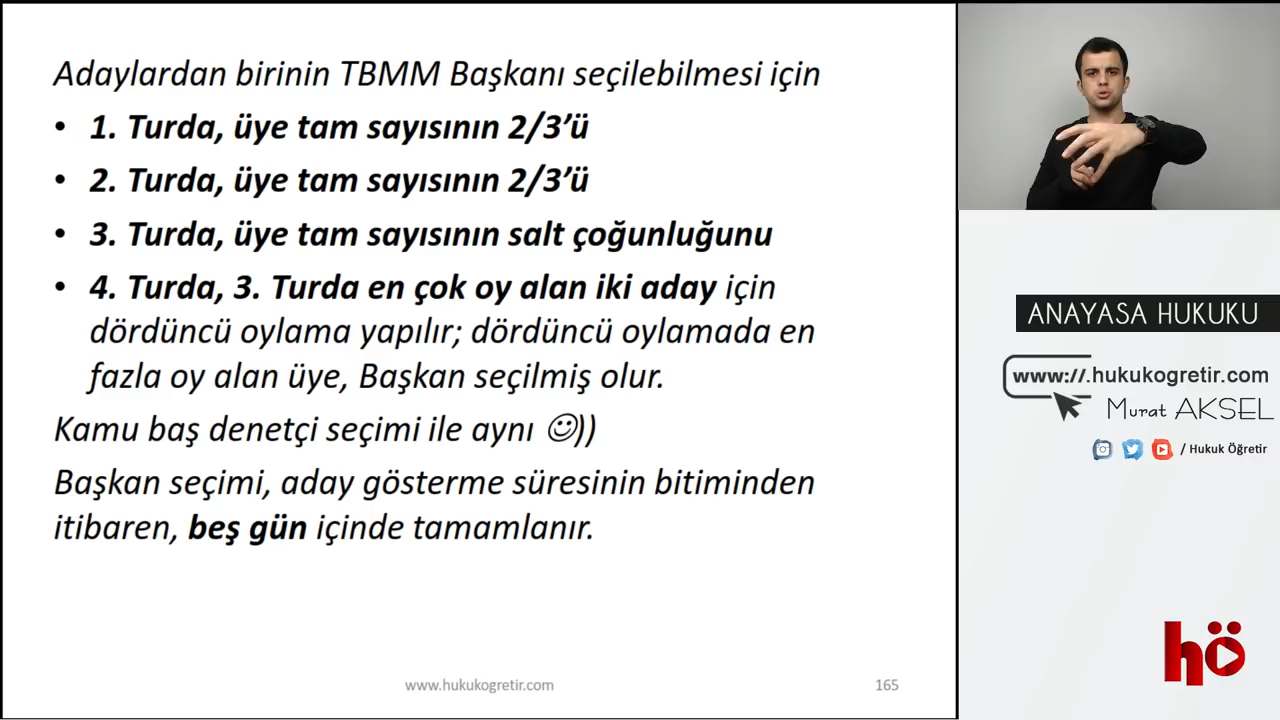 Adaylardan birinin TBMM Başkanı seçilebilmesi için
• 1. Turda, üye tam sayısının 2/3’ü
• 2. Turda, üye tam sayısının 2/3’ü
• 3. Turda, üye tam sayısının salt çoğunluğunu
• 4. Turda, 3. Turda en çok oy alan iki aday için
dördüncü oylama yapılır; dördüncü oylamada en
fazla oy alan üye, Başkan seçilmiş olur.
Kamu baş denetçi seçimi ile aynı ☺))
Başkan seçimi, aday gösterme süresinin bitiminden
itibaren, beş gün içinde tamamlanır.
www.hukukogretir.com
165
ANAYASA HUKUKU
www://.hukukogretir.com
Murat AKSEL
/ Hukuk Öğretir
hö